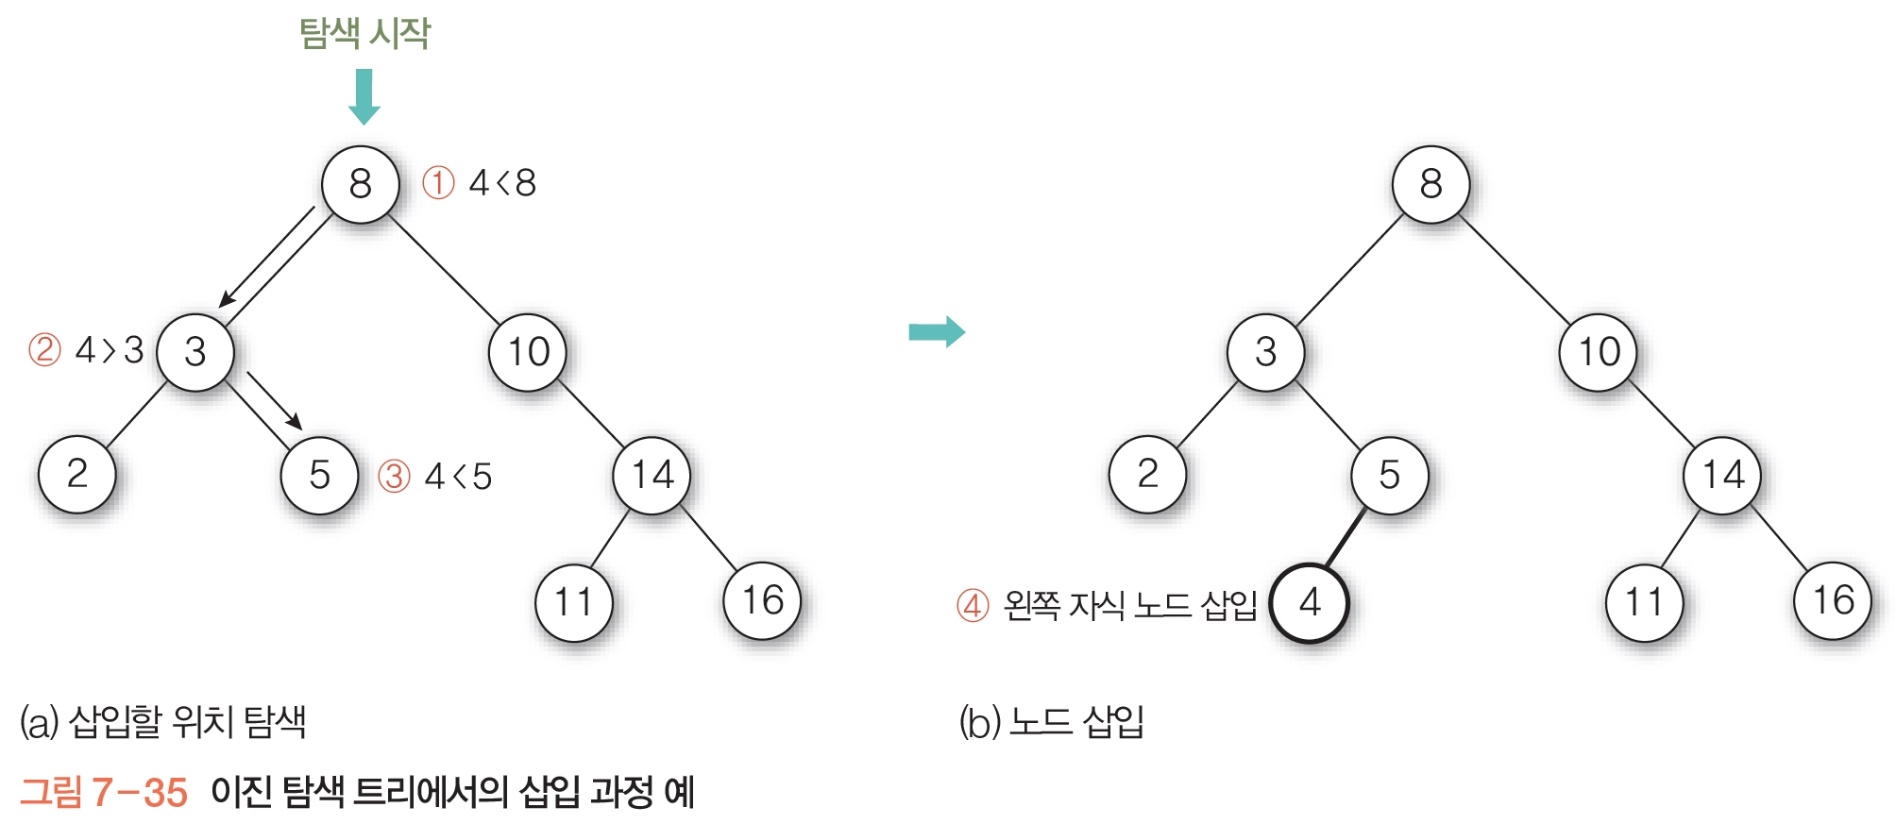 탐색 시작
8 ① 4<8
② 4>3 3 10
2 5 ③ 4<5 14
11 16
(a) 삽입할 위치 탐색
8
3 10
2 5 14
④ 왼쪽 자식 노드 삽입 4 11 16
(b) 노드 삽입
그림 7-35 이진 탐색 트리에서의 삽입 과정 예